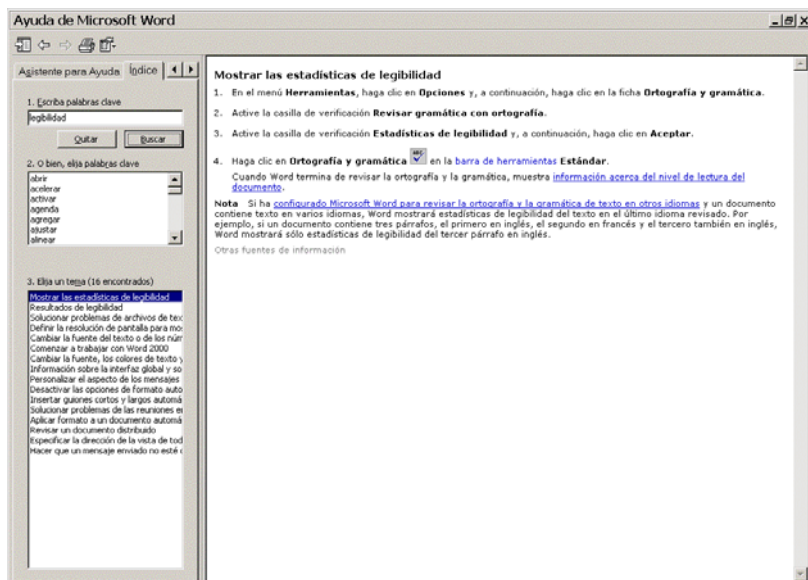 Ayuda de Microsoft Word
Asistente para Ayuda Índice
1. Escriba palabras clave
legibilidad
Quitar Buscar
2. O bien, elija palabras clave
abrir
acelerar
activar
agenda
agregar
ajustar
alinear
3. Elija un tema (16 encontrados)
Mostrar las estadísticas de legibilidad
Resultados de legibilidad
Solucionar problemas de archivos de tex
Definir la resolución de pantalla para mo
Cambiar la fuente del texto o de los núm
Comenzar a trabajar con Word 2000
Cambiar la fuente, los colores de texto y
Información sobre la interfaz global y so
Personalizar el aspecto de los mensajes
Desactivar las opciones de formato auto
Insertar guiones cortos y largos automá
Solucionar problemas de las reuniones e
Aplicar formato a un documento automá
Revisar un documento distribuido
Especificar la dirección de la vista de tod
Hacer que un mensaje enviado no esté
Mostrar las estadísticas de legibilidad
1. En el menú Herramientas, haga clic en Opciones y, a continuación, haga clic en la ficha Ortografía y gramática.
2. Active la casilla de verificación Revisar gramática con ortografía.
3. Active la casilla de verificación Estadísticas de legibilidad y, a continuación, haga clic en Aceptar.
4. Haga clic en Ortografía y gramática ABC en la barra de herramientas Estándar.
Cuando Word termina de revisar la ortografía y la gramática, muestra información acerca del nivel de lectura del
documento.
Nota Si ha configurado Microsoft Word para revisar la ortografía y la gramática de texto en otros idiomas y un documento
contiene texto en varios idiomas, Word mostrará estadísticas de legibilidad del texto en el último idioma revisado. Por
ejemplo, si un documento contiene tres párrafos, el primero en inglés, el segundo en francés y el tercero también en inglés,
Word mostrará sólo estadísticas de legibilidad del tercer párrafo en inglés.
Otras fuentes de información